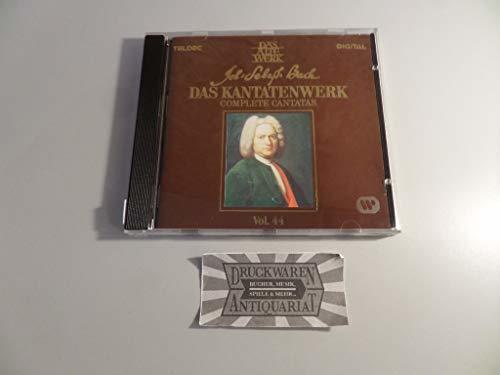 TELDEC
DAS
ALTE
WERK
DIGITAL
Joh. Sebast. Bach
DAS KANTATENWERK
COMPLETE CANTATAS
Vol. 44
DRUCKWAREN
BÜCHER, MUSIK,
SPIELE & MEHR...
ANTIQUARIAT